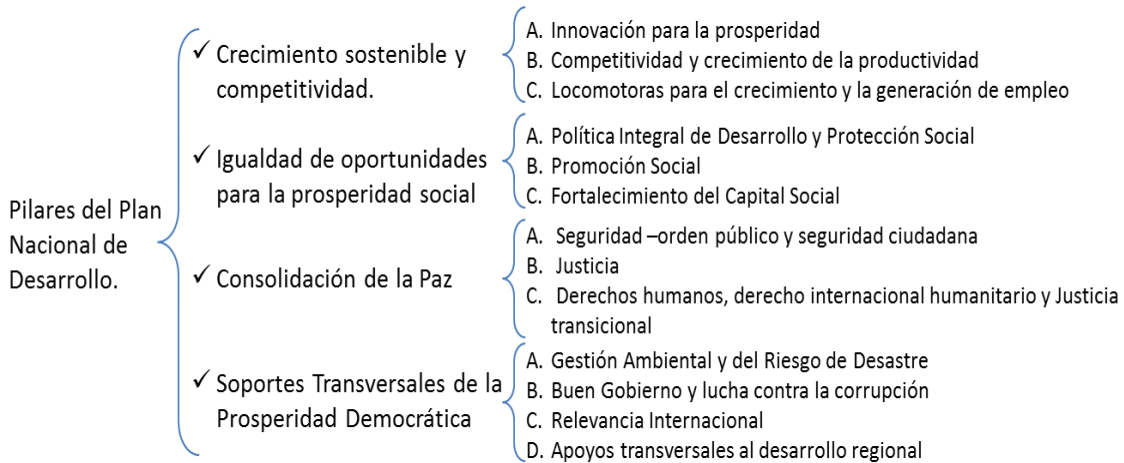 Pilares del Plan
Nacional de
Desarrollo.
✓ Crecimiento sostenible y
competitividad.
A. Innovación para la prosperidad
B. Competitividad y crecimiento de la productividad
C. Locomotoras para el crecimiento y la generación de empleo
✓ Igualdad de oportunidades
para la prosperidad social
A. Política Integral de Desarrollo y Protección Social
B. Promoción Social
C. Fortalecimiento del Capital Social
✓ Consolidación de la Paz
A. Seguridad –orden público y seguridad ciudadana
B. Justicia
C. Derechos humanos, derecho internacional humanitario y Justicia
transicional
✓ Soportes Transversales de la
Prosperidad Democrática
A. Gestión Ambiental y del Riesgo de Desastre
B. Buen Gobierno y lucha contra la corrupción
C. Relevancia Internacional
D. Apoyos transversales al desarrollo regional